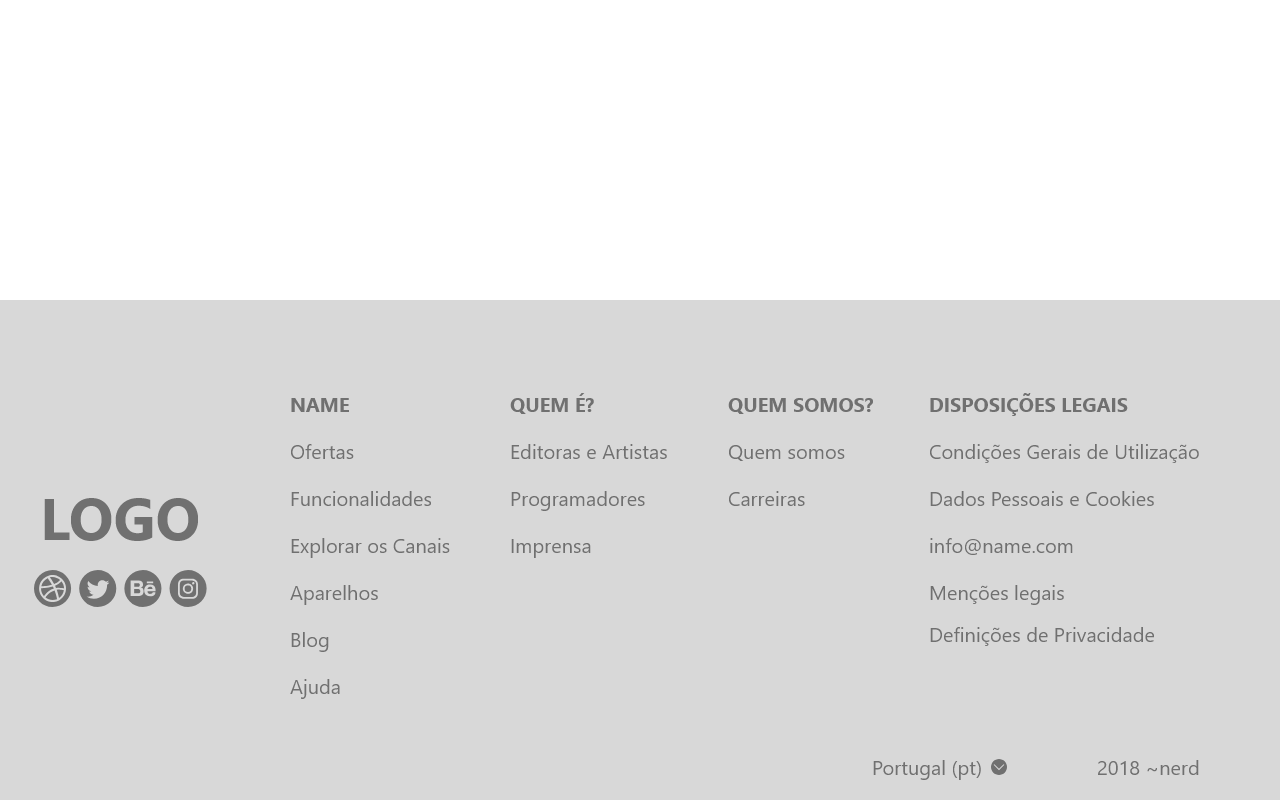 LOGO
NAME
Ofertas
Funcionalidades
Explorar os Canais
Aparelhos
Blog
Ajuda
QUEM É?
Editoras e Artistas
Programadores
Imprensa
QUEM SOMOS?
Quem somos
Carreiras
DISPOSIÇÕES LEGAIS
Condições Gerais de Utilização
Dados Pessoais e Cookies
info@name.com
Menções legais
Definições de Privacidade
Portugal (pt)
2018 ~nerd